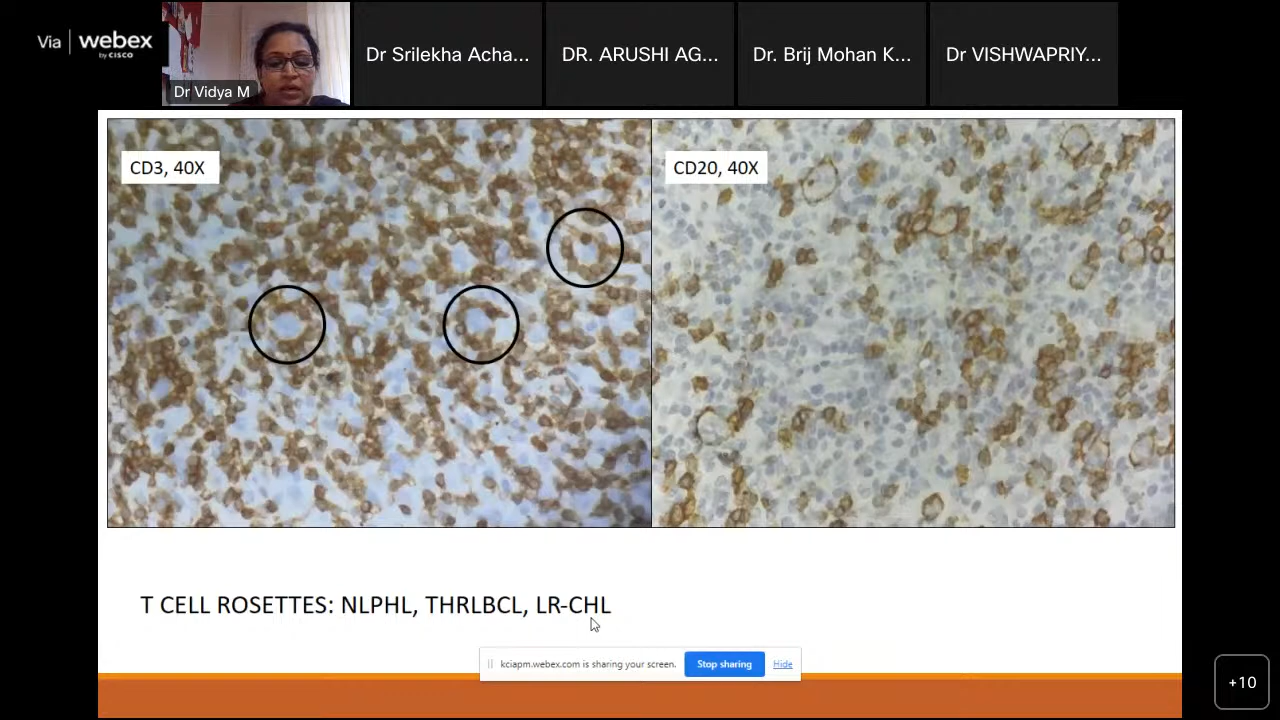 Via webex
by CISCO
Dr Vidya M
Dr Srilekha Acha...
DR. ARUSHI AG...
Dr. Brij Mohan K...
Dr VISHWAPRIY...
CD3, 40X
CD20, 40X
T CELL ROSETTES: NLPHL, THRLBCL, LR-CHL
kciapm.webex.com is sharing your screen.
Stop sharing
Hide
+10